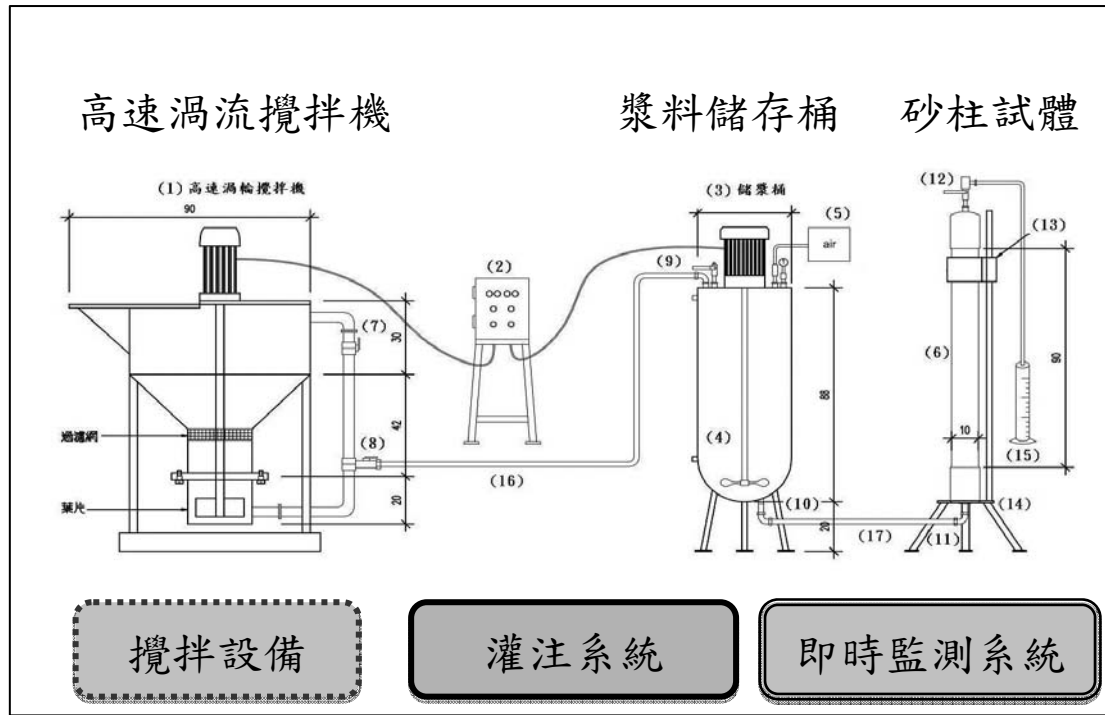 高速渦流攪拌機
漿料儲存桶
砂柱試體
(1)高速渦輪攪拌機
90
(3)儲漿桶
(12)
(5)
air
(13)
(2)
(9)
(7)
30
(6)
90
88
42
過濾網
(8)
(4)
10
(15)
(16)
20
葉片
(10)
(14)
20
(17)
(11)
攪拌設備
灌注系統
即時監測系統